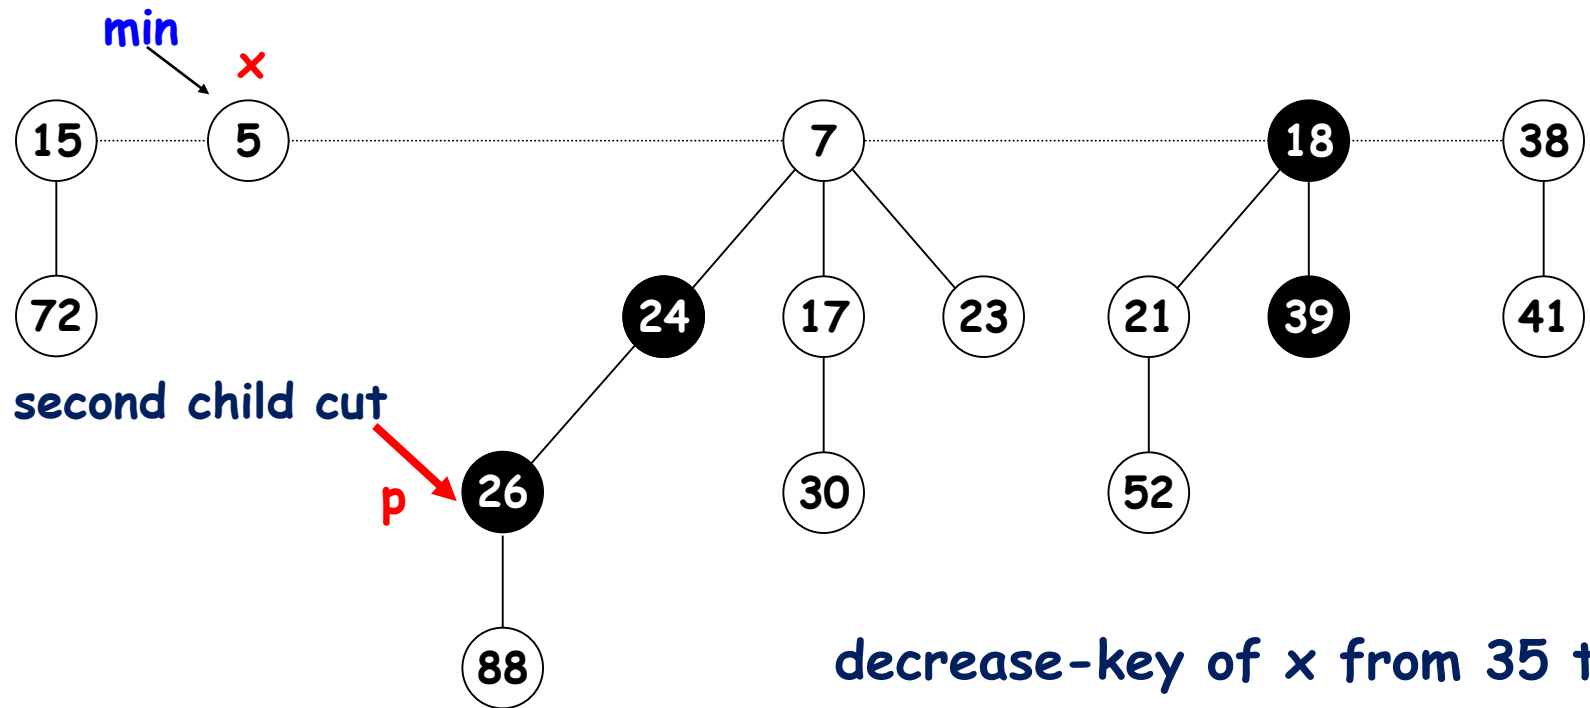 min
x
15 5 7 18 38
72 24 17 23 21 39 41
second child cut
p 26 30 52
88
decrease-key of x from 35